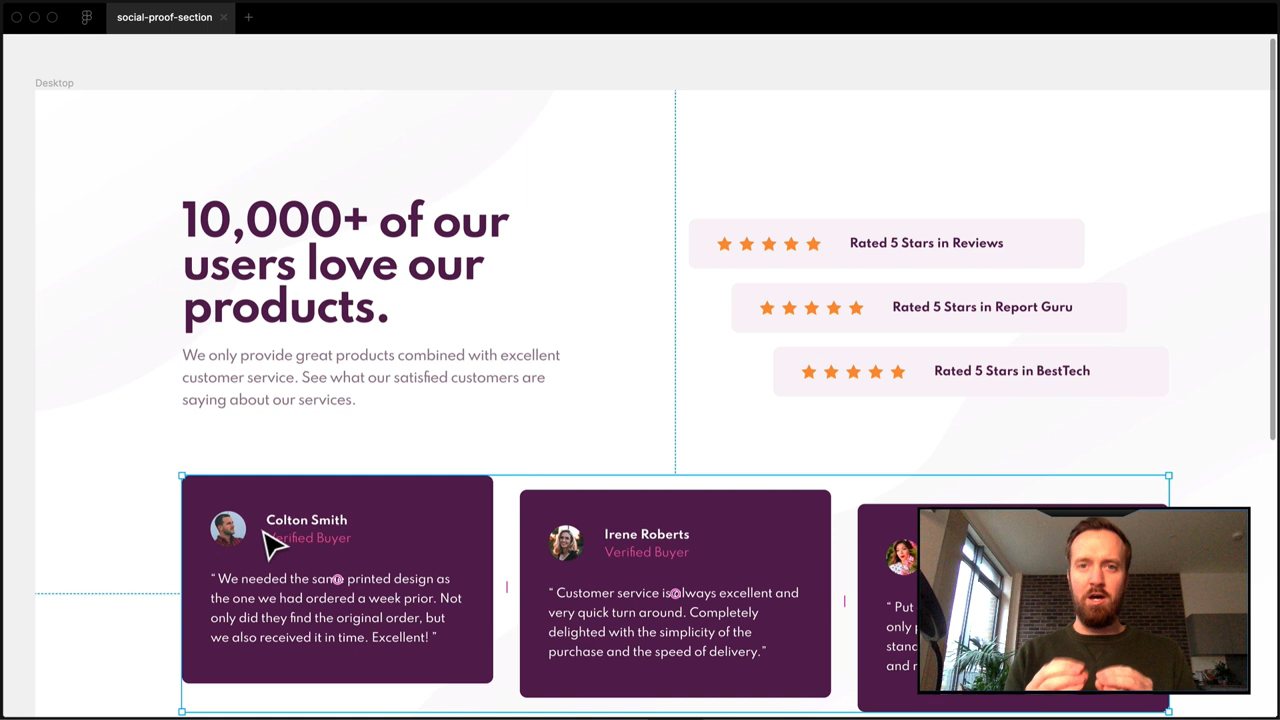 social-proof-section
Desktop
10,000+ of our
users love our
products.
We only provide great products combined with excellent
customer service. See what our satisfied customers are
saying about our services.
Rated 5 Stars in Reviews
Rated 5 Stars in Report Guru
Rated 5 Stars in BestTech
Colton Smith
Verified Buyer
“ We needed the same printed design as
the one we had ordered a week prior. Not
only did they find the original order, but
we also received it in time. Excellent! ”
Irene Roberts
Verified Buyer
“ Customer service is always excellent and
very quick turn around. Completely
delighted with the simplicity of the
purchase and the speed of delivery.”
“ Put
only
stanc
and r